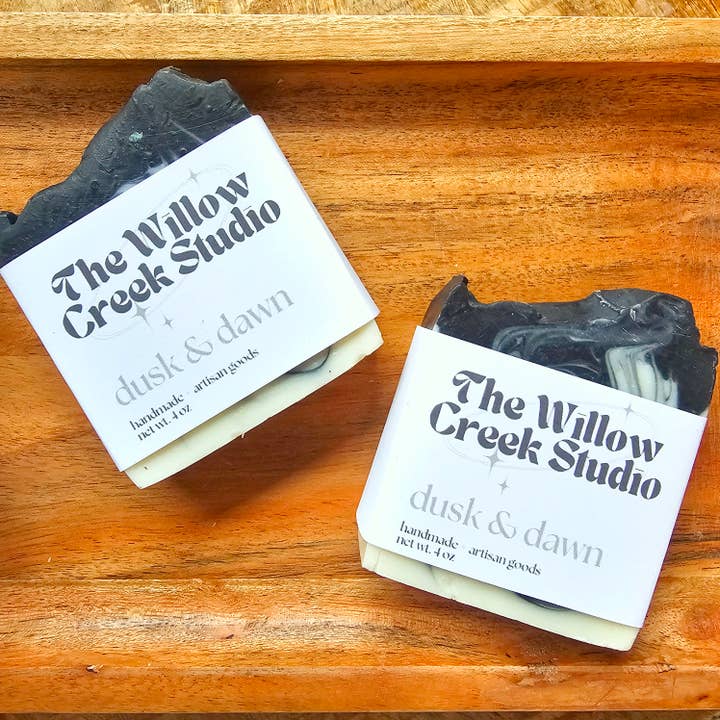 The Willow
Creek Studio
dusk & dawn
handmade · artisan goods
net wt. 4 oz
The Willow
Creek Studio
dusk & dawn
handmade · artisan goods
net wt. 4 oz